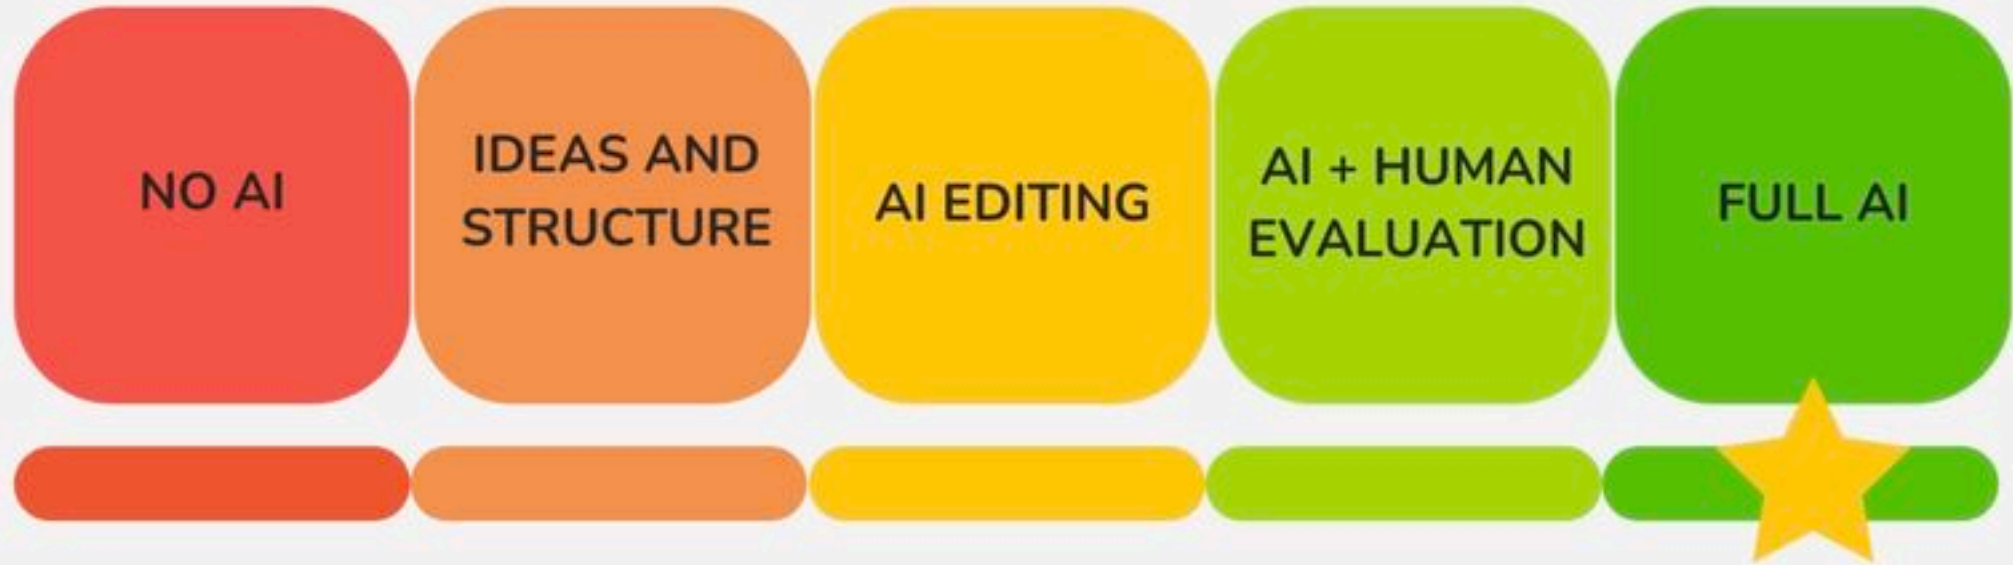 NO AI
IDEAS AND
STRUCTURE
AI EDITING
AI + HUMAN
EVALUATION
FULL AI